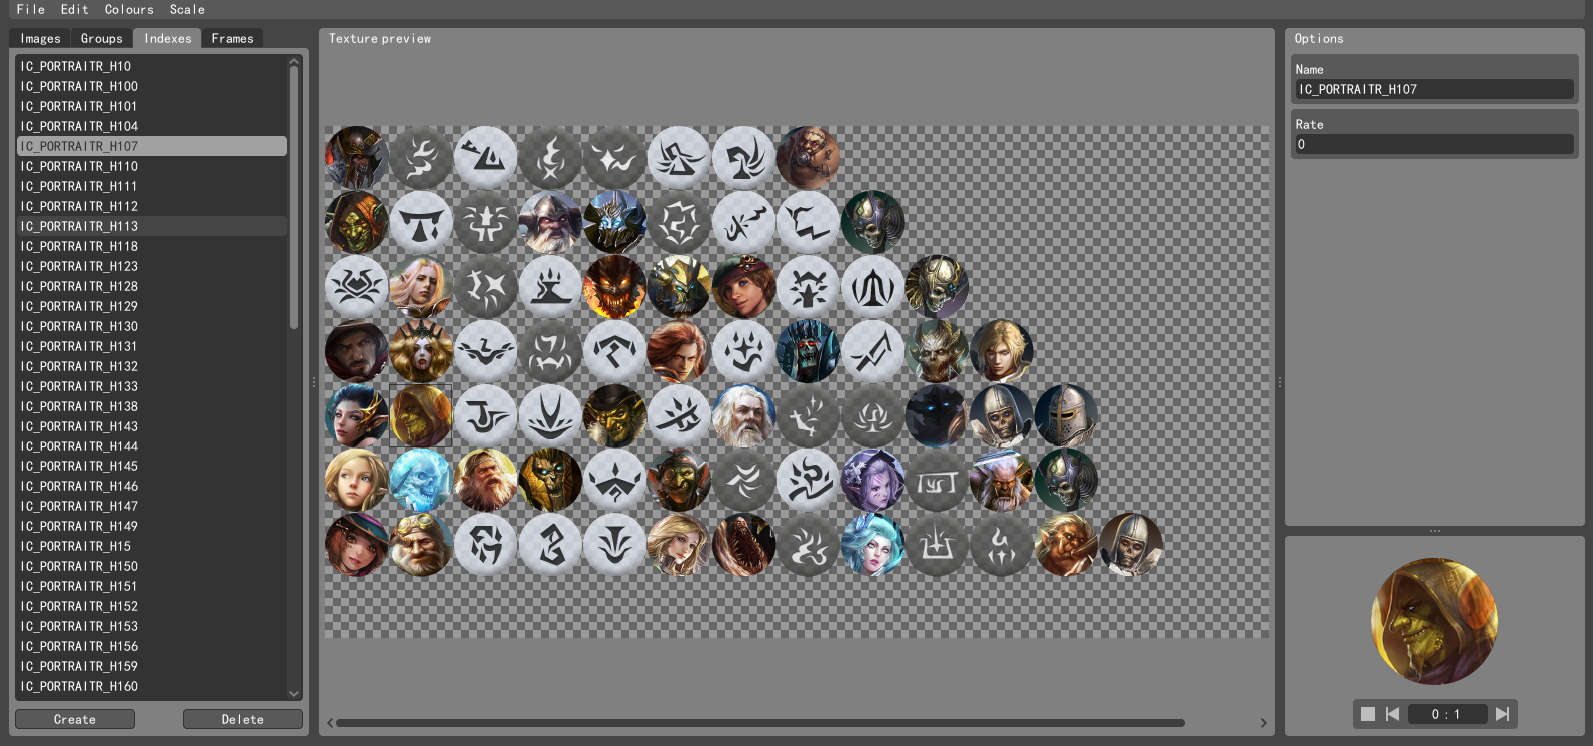 File Edit Colours Scale
Images Groups Indexes Frames
IC_PORTRAITR_H10
IC_PORTRAITR_H100
IC_PORTRAITR_H101
IC_PORTRAITR_H104
IC_PORTRAITR_H107
IC_PORTRAITR_H110
IC_PORTRAITR_H111
IC_PORTRAITR_H112
IC_PORTRAITR_H113
IC_PORTRAITR_H118
IC_PORTRAITR_H123
IC_PORTRAITR_H128
IC_PORTRAITR_H129
IC_PORTRAITR_H130
IC_PORTRAITR_H131
IC_PORTRAITR_H132
IC_PORTRAITR_H133
IC_PORTRAITR_H138
IC_PORTRAITR_H143
IC_PORTRAITR_H144
IC_PORTRAITR_H145
IC_PORTRAITR_H146
IC_PORTRAITR_H147
IC_PORTRAITR_H149
IC_PORTRAITR_H15
IC_PORTRAITR_H150
IC_PORTRAITR_H151
IC_PORTRAITR_H152
IC_PORTRAITR_H153
IC_PORTRAITR_H156
IC_PORTRAITR_H159
IC_PORTRAITR_H160
Create Delete
Texture preview
Options
Name
IC_PORTRAITR_H107
Rate
0
0 : 1